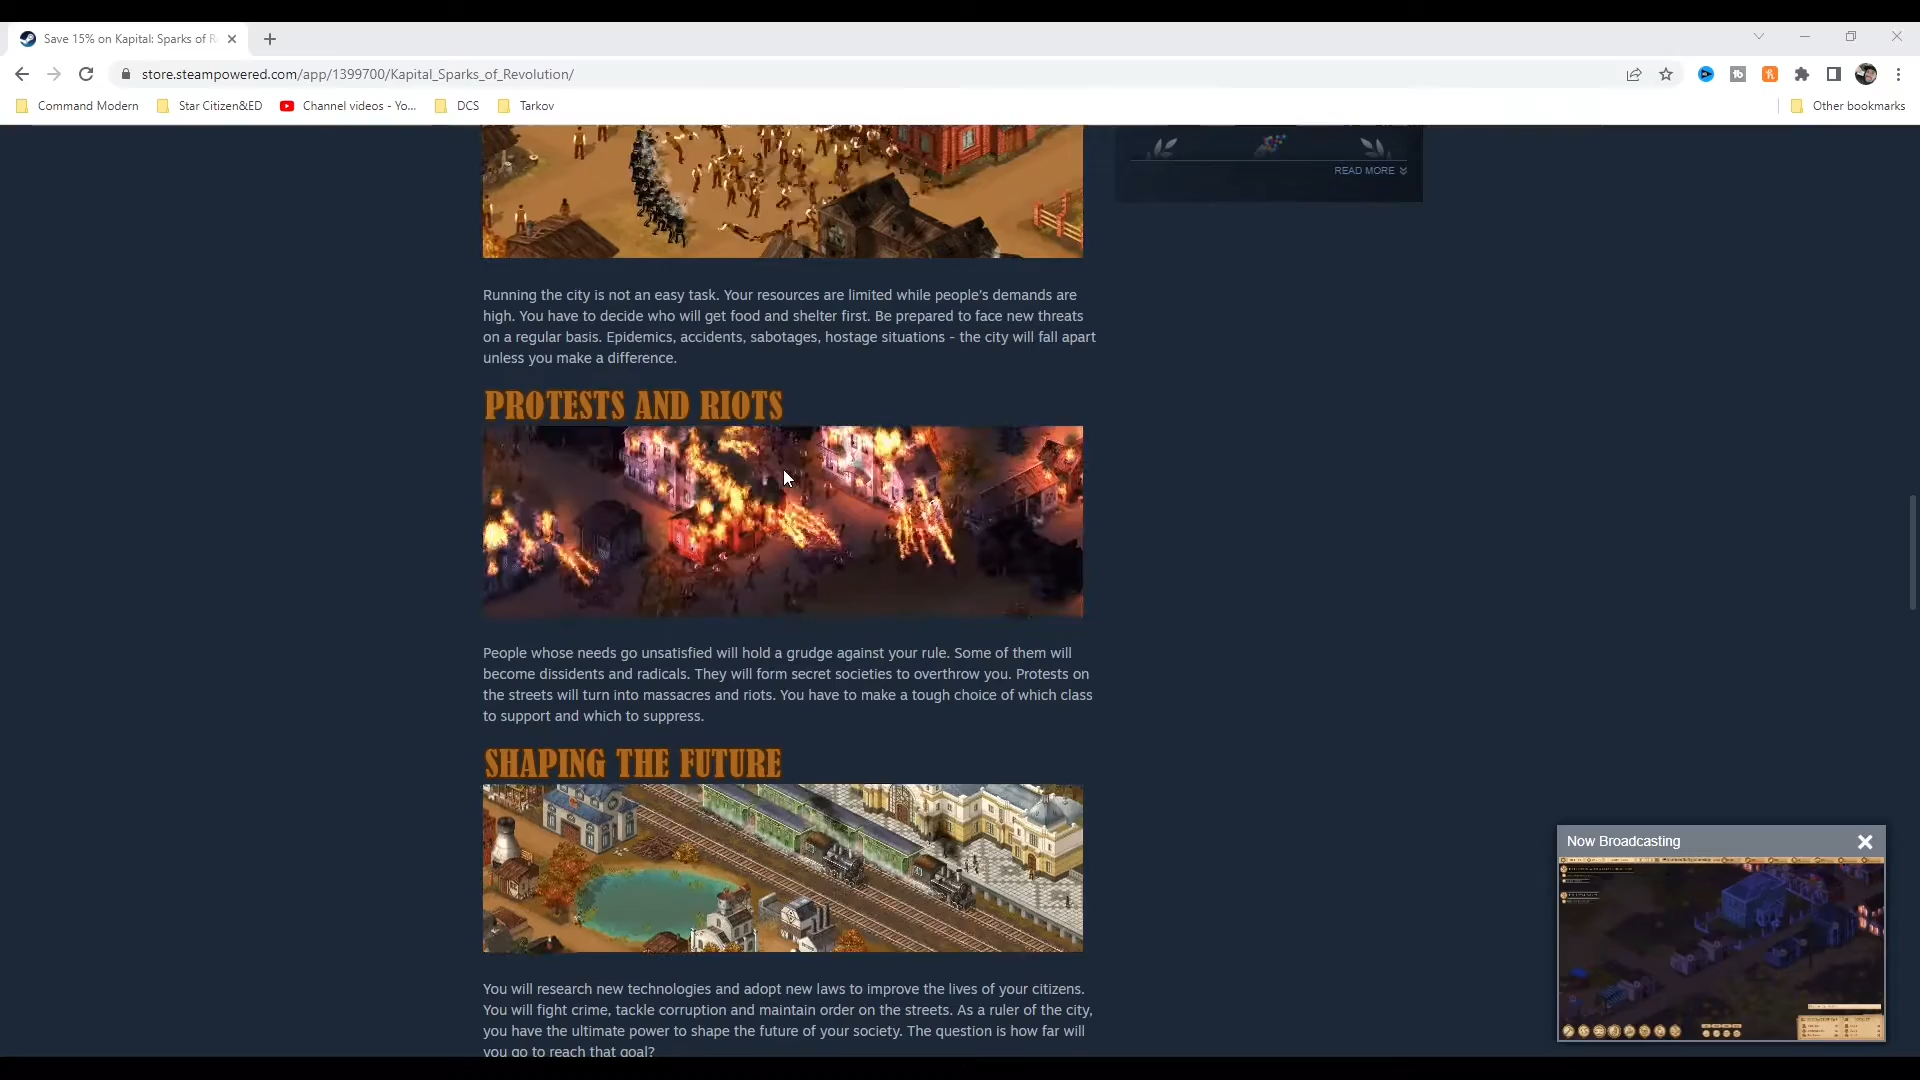 Save 15% on Kapital: Sparks of R
store.steampowered.com/app/1399700/Kapital_Sparks_of_Revolution/
Command Modern
Star Citizen&ED
Channel videos - Yo...
DCS
Tarkov
Other bookmarks
READ MORE
Running the city is not an easy task. Your resources are limited while people's demands are
high. You have to decide who will get food and shelter first. Be prepared to face new threats
on a regular basis. Epidemics, accidents, sabotages, hostage situations - the city will fall apart
unless you make a difference.
PROTESTS AND RIOTS
People whose needs go unsatisfied will hold a grudge against your rule. Some of them will
become dissidents and radicals. They will form secret societies to overthrow you. Protests on
the streets will turn into massacres and riots. You have to make a tough choice of which class
to support and which to suppress.
SHAPING THE FUTURE
You will research new technologies and adopt new laws to improve the lives of your citizens.
You will fight crime, tackle corruption and maintain order on the streets. As a ruler of the city,
you have the ultimate power to shape the future of your society. The question is how far will
you go to reach that goal?
Now Broadcasting